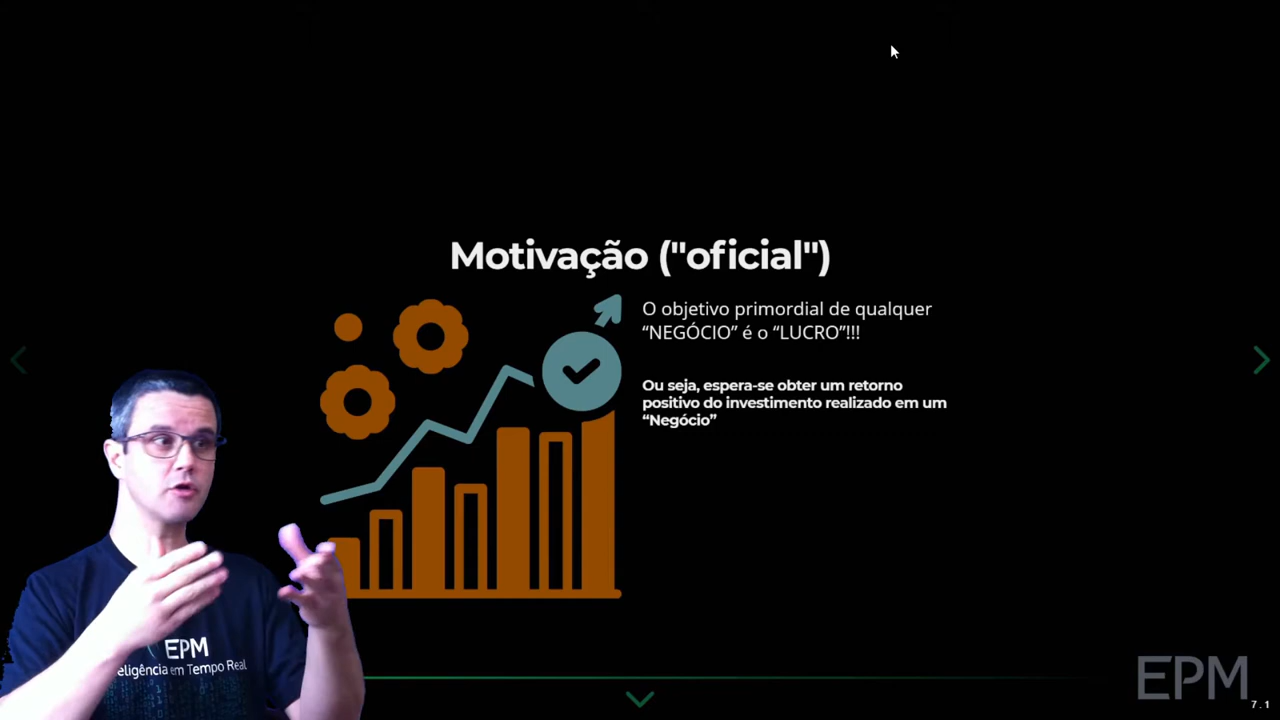 Motivação ("oficial")
O objetivo primordial de qualquer
“NEGÓCIO” é o “LUCRO”!!!
Ou seja, espera-se obter um retorno
positivo do investimento realizado em um
“Negócio”
EPM
eligência em Tempo Real
EPM
7.1